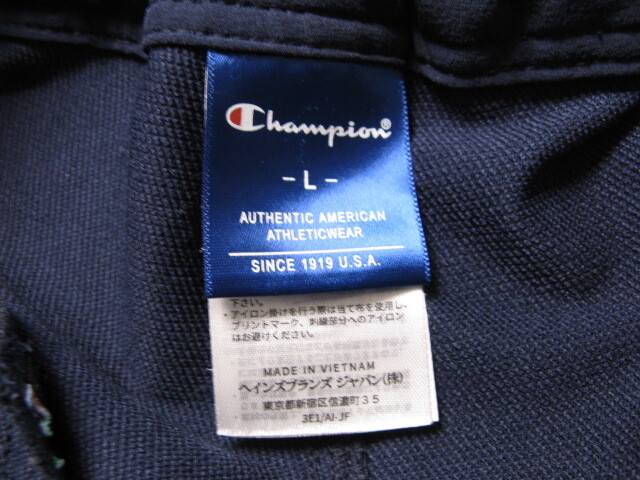 Champion®
- L -
AUTHENTIC AMERICAN
ATHLETICWEAR
SINCE 1919 U.S.A.
下さい。
・アイロン掛けを行う際は当て布を使用し、
プリントマーク、刺繍部分へのアイロン
はお避けください。
MADE IN VIETNAM
ヘインズブランズ ジャパン(株)
東京都新宿区信濃町35
3E1/AI-JF